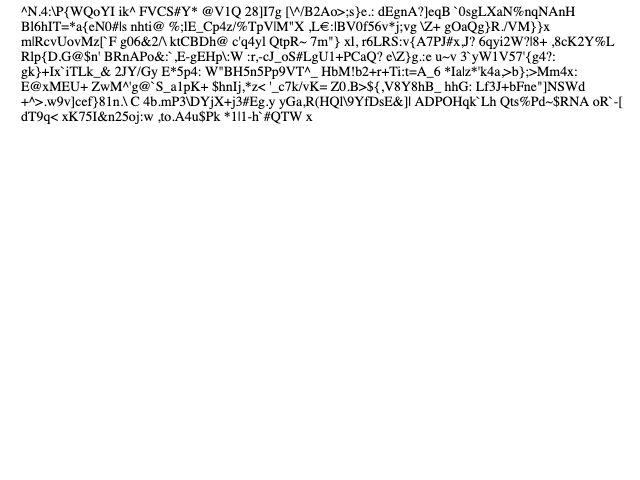 ^N.4:\P{WQoYI ik^ FVCS#Y* @V1Q 28]I7g [\^/B2Ao>;s}e.: dEgnA?]eqB `0sgLXaN%nqNAnH
Bl6hIT=*a{eN0#ls nhti@ %;lE_Cp4z/%TpV|M"X ,L€:|BV0f56v*j;vg \Z+ gOaQg}R./VM}}x
m|RcvUovMz[`F g06&2/\ ktCBDh@ c'q4yl QtpR~ 7m"} xl, r6LRS:v{A7PJ#x,J? 6qyi2W?l8+ ,8cK2Y%L
Rlp{D.G@$n' BRnAPo&:`,E-gEHp\:W :r,-cJ_oS#LgU1+PCaQ? e\Z}g.:e u~v 3`yW1V57'{g4?:
gk}+Ix`iTLk_& 2JY/Gy E*5p4: W"BH5n5Pp9VT^_ HbM!b2+r+Ti:t=A_6 *Ia|z*'k4a,>b};>Mm4x:
E@xMEU+ ZwM^'g@`S_a1pK+ $hnIj,*z< '_c7k/vK= Z0.B>${,V8Y8hB_ hhG: Lf3J+bFne"]NSWd
+^>.w9v]cef}81n.\ C 4b.mP3\DYjX+j3#Eg.y yGa,R(HQl\9YfDsE&]| ADPOHqk`Lh Qts%Pd~$RNA oR`-[
dT9q< xK75I&n25oj:w ,to.A4u$Pk *1l1-h`#QTW x